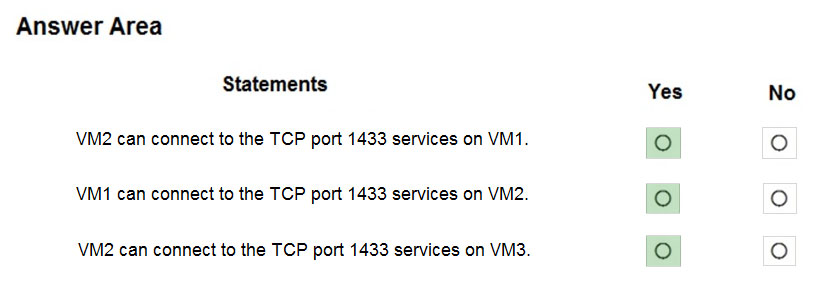 Answer Area
Statements Yes No
VM2 can connect to the TCP port 1433 services on VM1.
VM1 can connect to the TCP port 1433 services on VM2.
VM2 can connect to the TCP port 1433 services on VM3.